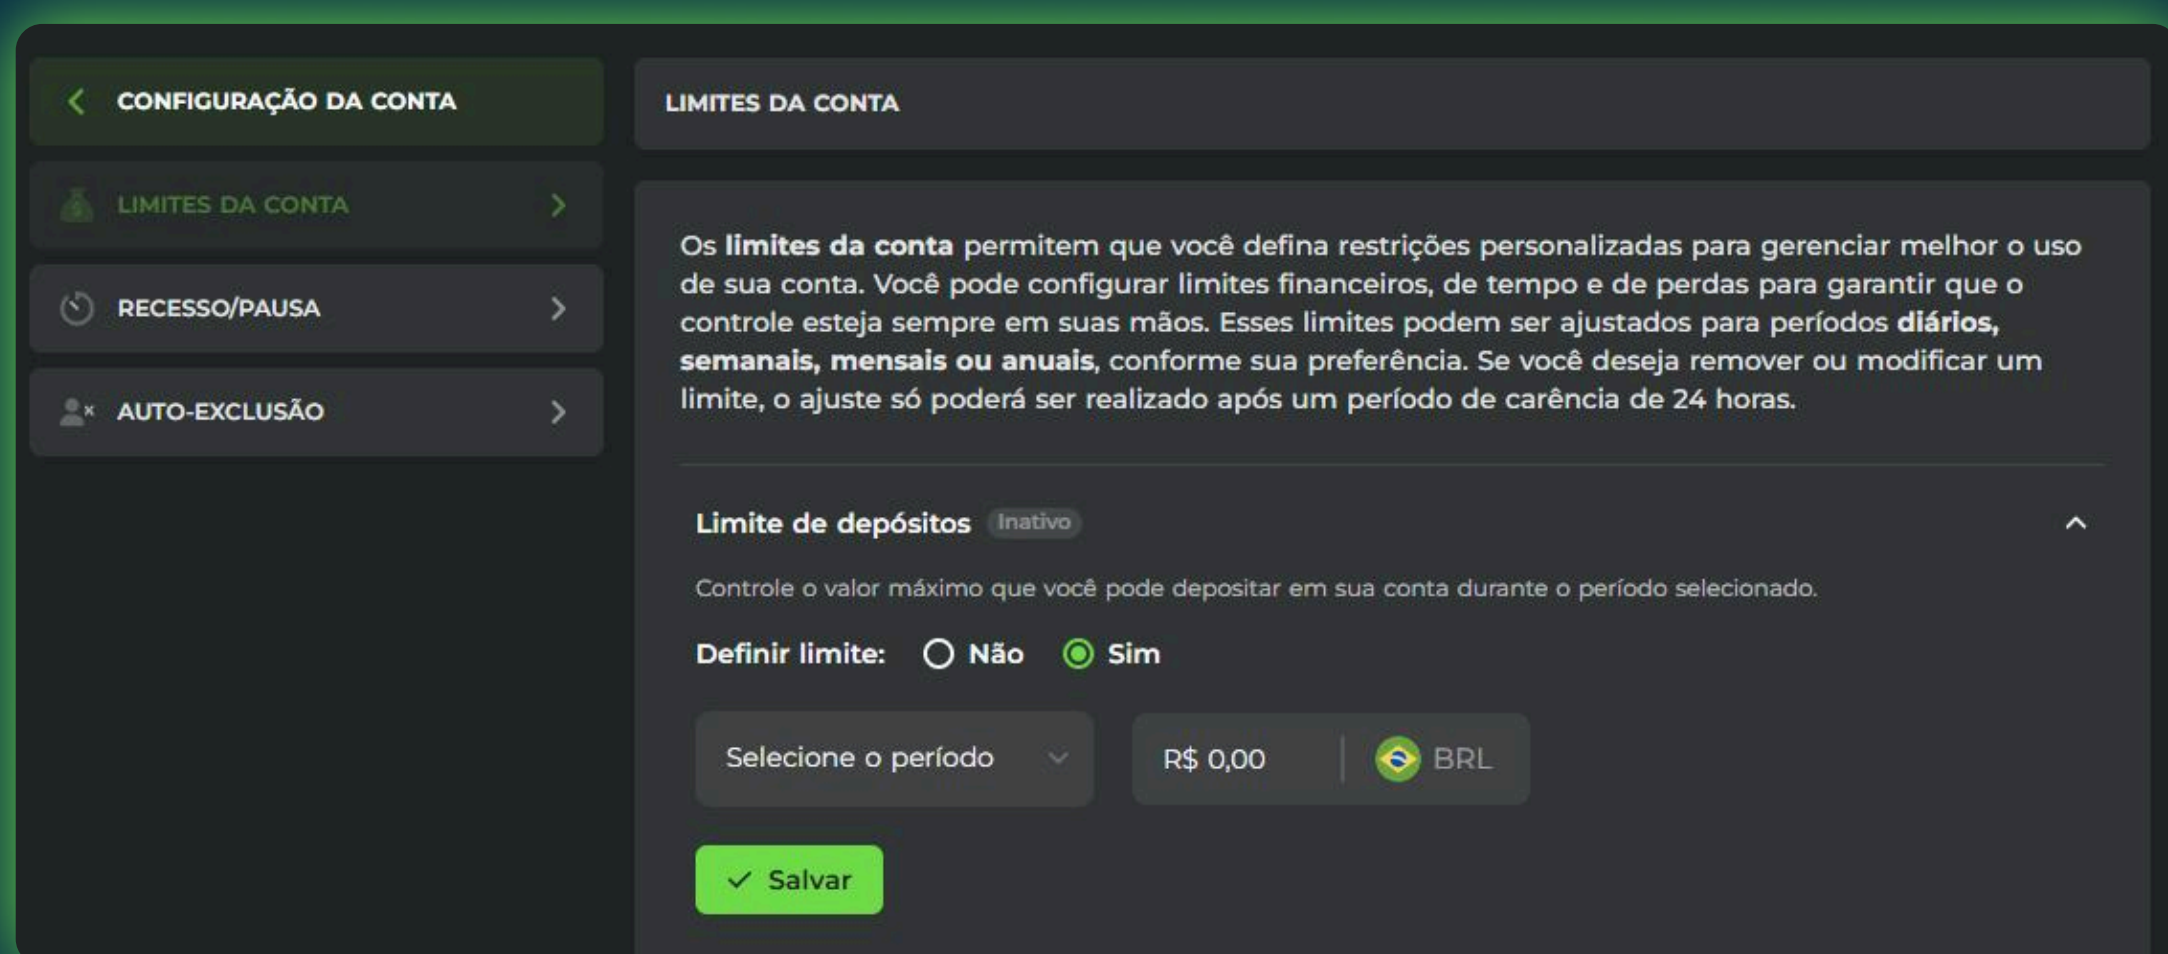 CONFIGURAÇÃO DA CONTA
LIMITES DA CONTA
RECESSO/PAUSA
AUTO-EXCLUSÃO
LIMITES DA CONTA
Os limites da conta permitem que você defina restrições personalizadas para gerenciar melhor o uso
de sua conta. Você pode configurar limites financeiros, de tempo e de perdas para garantir que o
controle esteja sempre em suas mãos. Esses limites podem ser ajustados para períodos diários,
semanais, mensais ou anuais, conforme sua preferência. Se você deseja remover ou modificar um
limite, o ajuste só poderá ser realizado após um período de carência de 24 horas.
Limite de depósitos Inativo
Controle o valor máximo que você pode depositar em sua conta durante o período selecionado.
Definir limite: Não Sim
Selecione o período R$ 0,00 BRL
Salvar